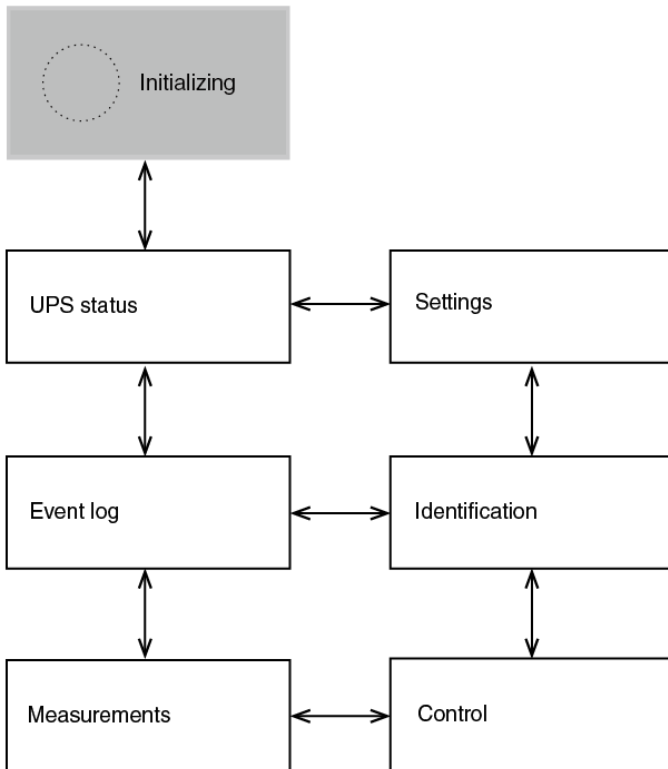 Initializing
UPS status
Settings
Event log
Identification
Measurements
Control